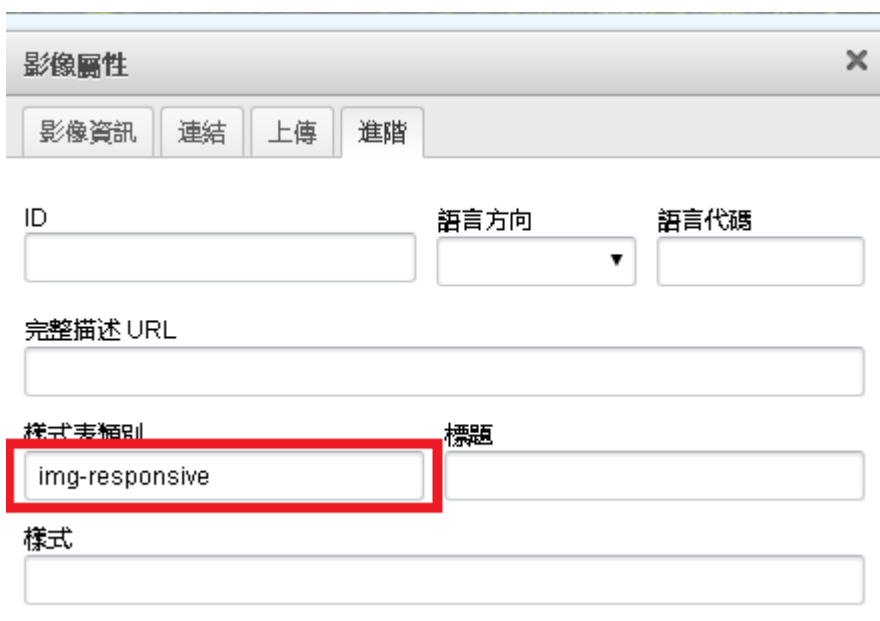 影像屬性
影像資訊 連結 上傳 進階
ID 語言方向 語言代碼
完整描述 URL
樣式表類別 標題
img-responsive
樣式